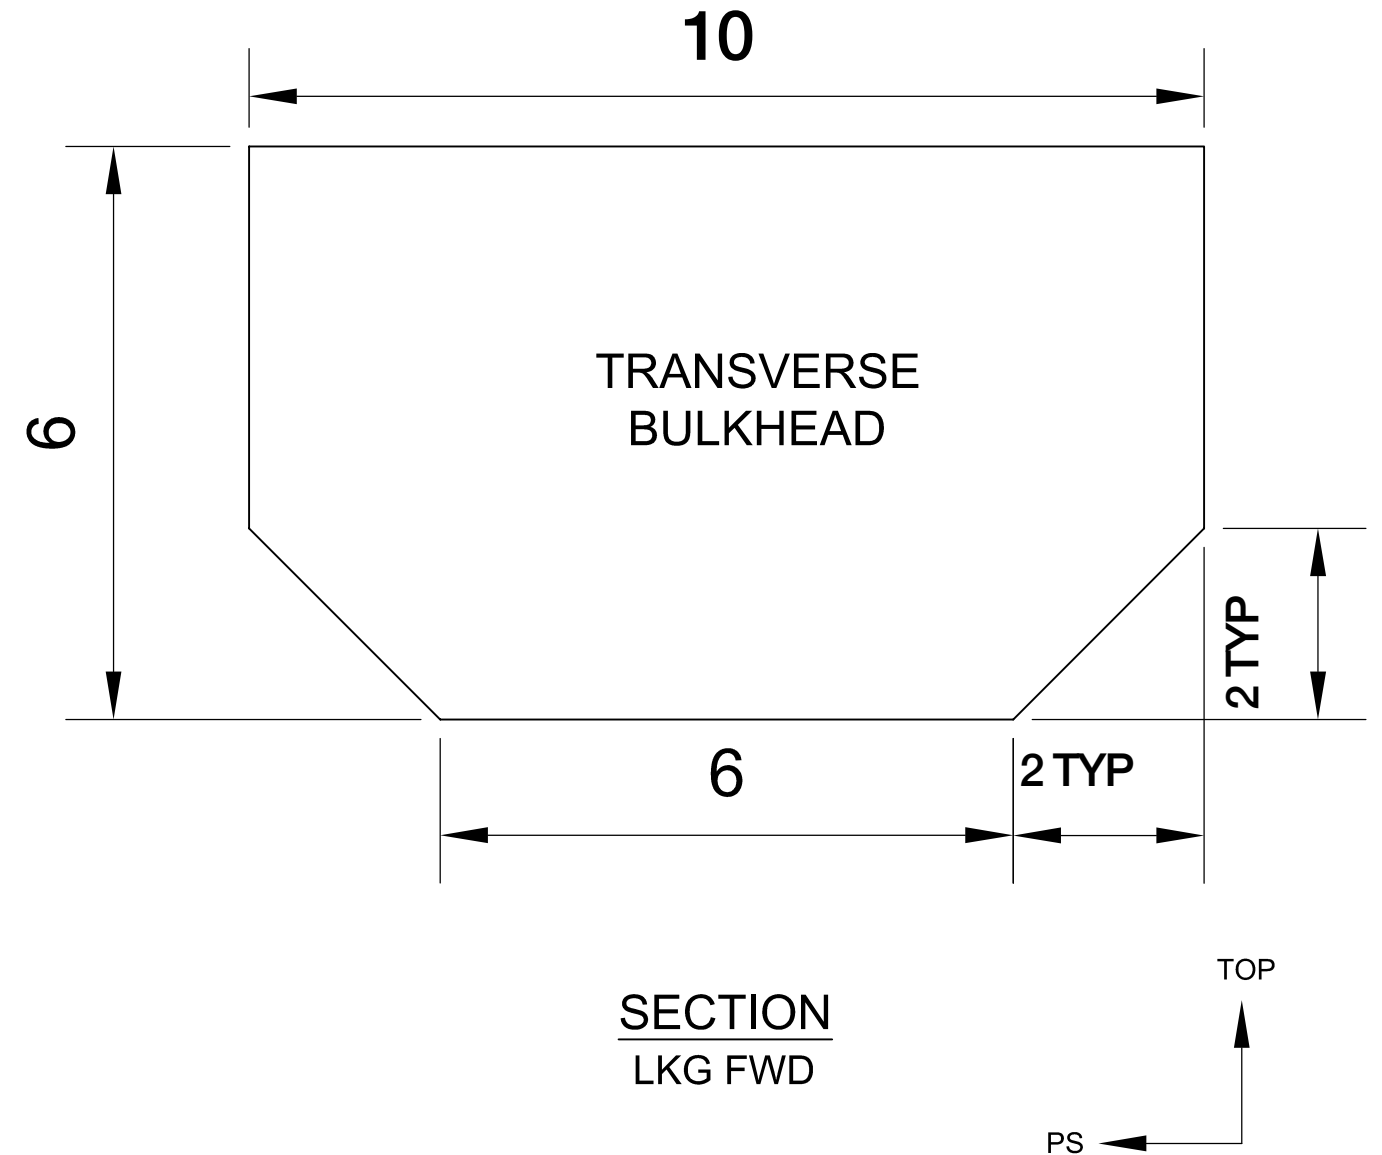 10
6
TRANSVERSE
BULKHEAD
2 TYP
6
2 TYP
SECTION
LKG FWD
TOP
PS